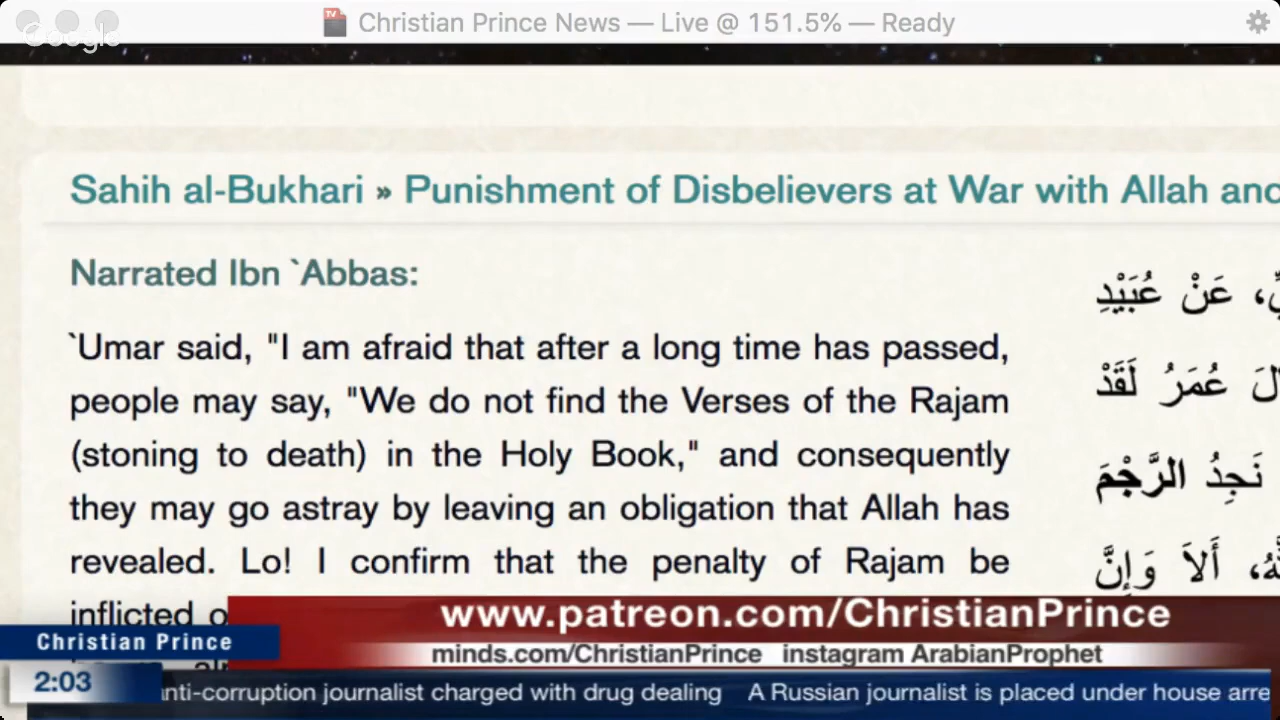 Christian Prince News — Live @ 151.5% — Ready
Google
Sahih al-Bukhari » Punishment of Disbelievers at War with Allah and
Narrated Ibn `Abbas:
عَنْ عُبَيْدِ
`Umar said, "I am afraid that after a long time has passed,
people may say, "We do not find the Verses of the Rajam
عُمَرُ لَقَدْ
(stoning to death) in the Holy Book," and consequently
نَجِدُ الرَّجْمَ
they may go astray by leaving an obligation that Allah has
revealed. Lo! I confirm that the penalty of Rajam be
أَلاَ وَإِنَّ
inflicted
www.patreon.com/ChristianPrince
Christian Prince
minds.com/ChristianPrince instagram ArabianProphet
2:03
nti-corruption journalist charged with drug dealing A Russian journalist is placed under house arre